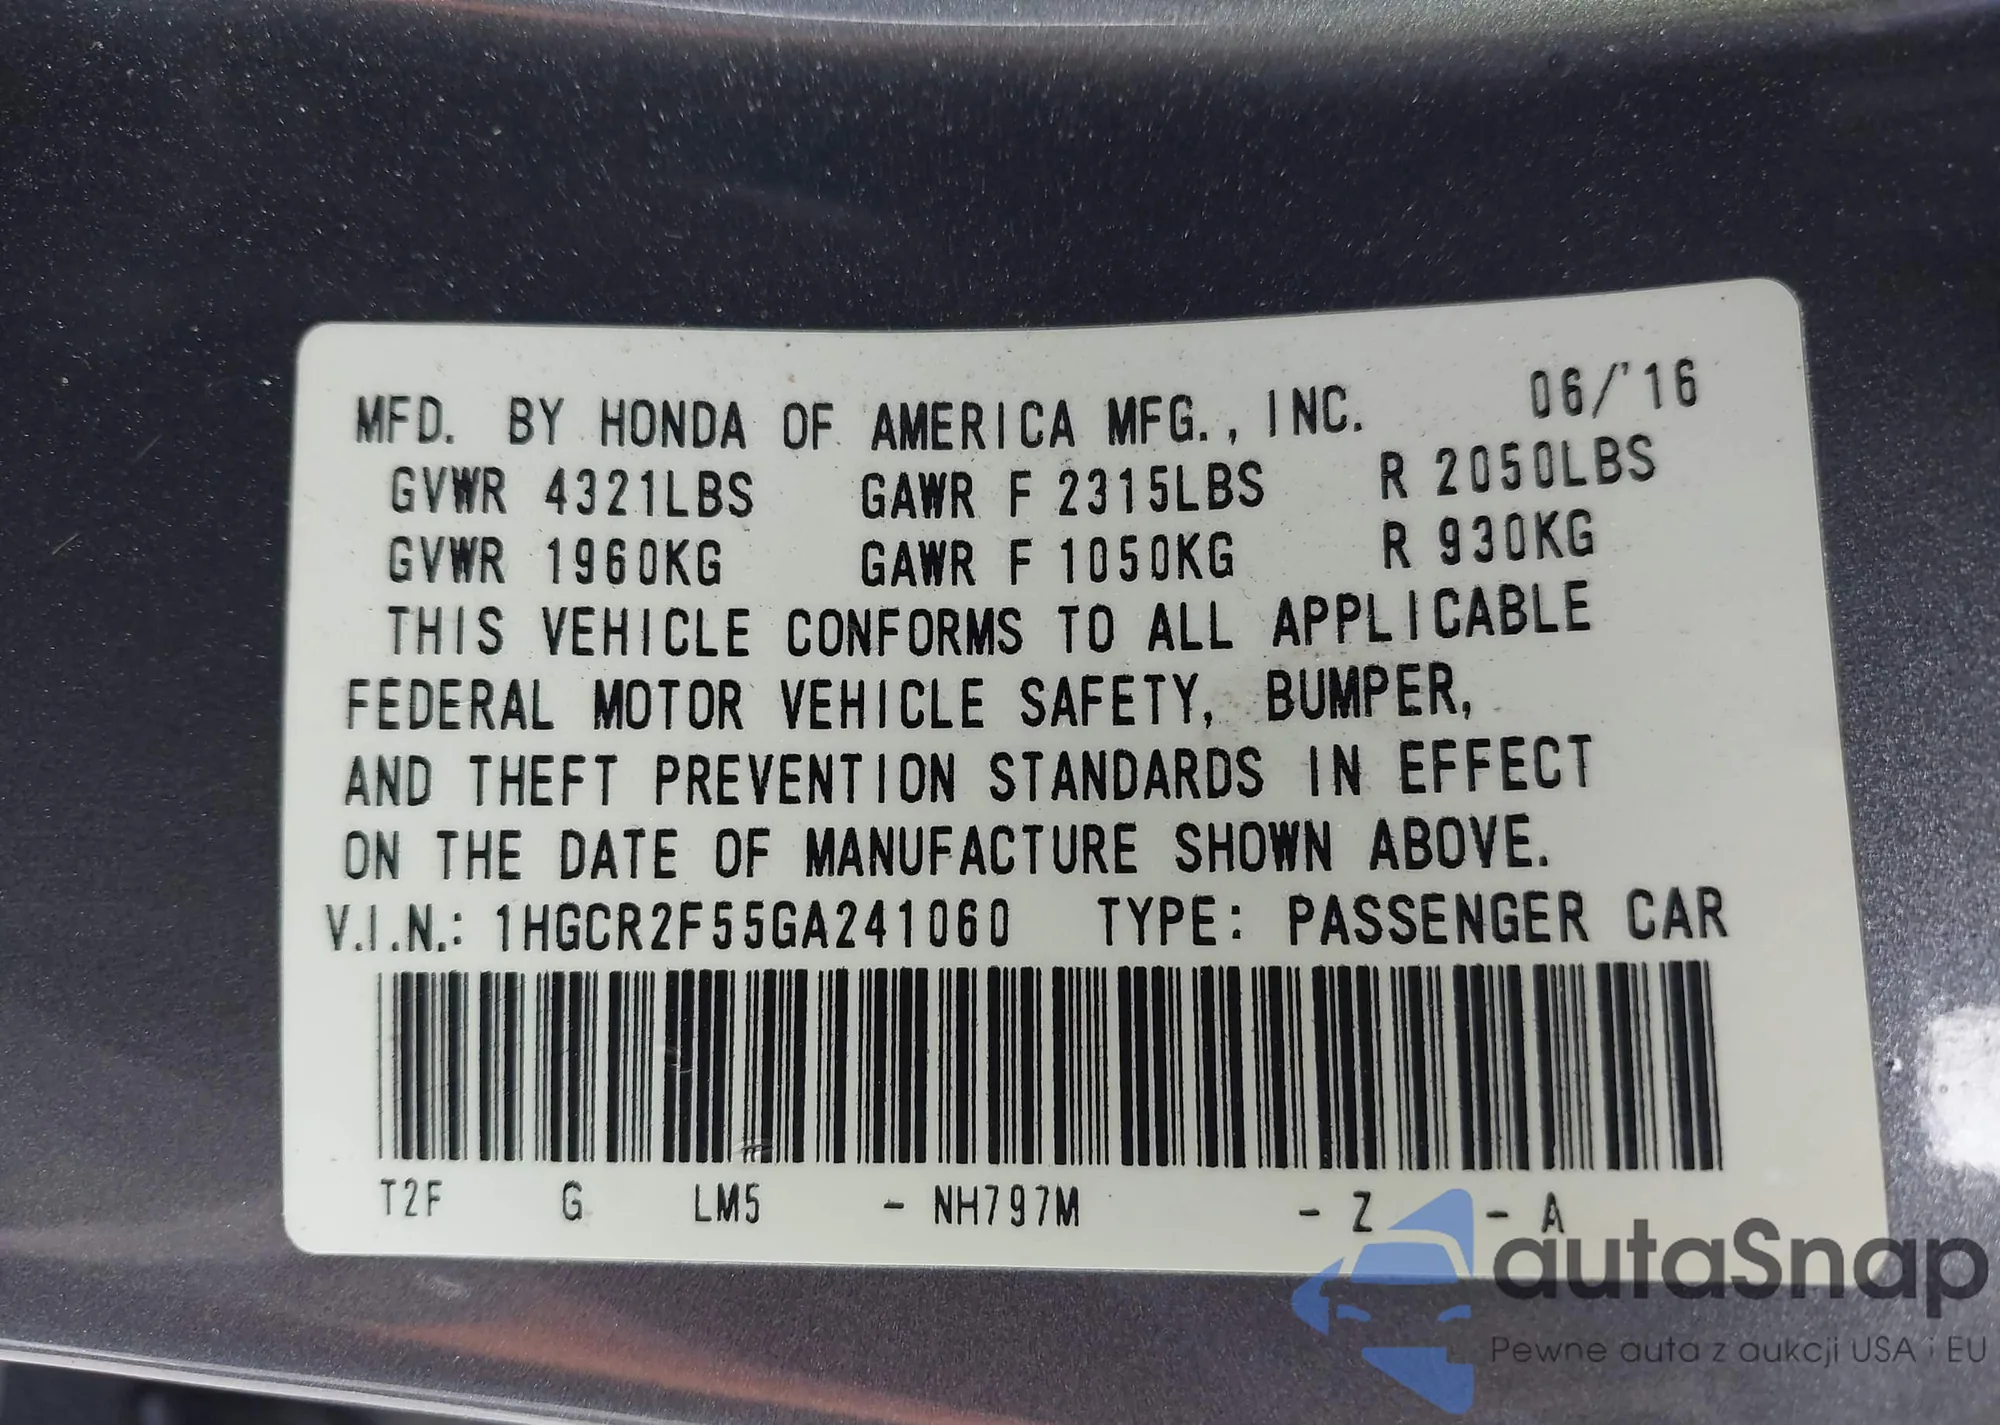 MFD. BY HONDA OF AMERICA MFG., INC. 06/'16
GVWR 4321LBS GAWR F 2315LBS R 2050LBS
GVWR 1960KG GAWR F 1050KG R 930KG
THIS VEHICLE CONFORMS TO ALL APPLICABLE
FEDERAL MOTOR VEHICLE SAFETY, BUMPER,
AND THEFT PREVENTION STANDARDS IN EFFECT
ON THE DATE OF MANUFACTURE SHOWN ABOVE.
V.I.N.: 1HGCR2F55GA241060 TYPE: PASSENGER CAR
T2F G LM5 - NH797M - Z - A
autaSnap
Pewne auta z aukcji USA i EU